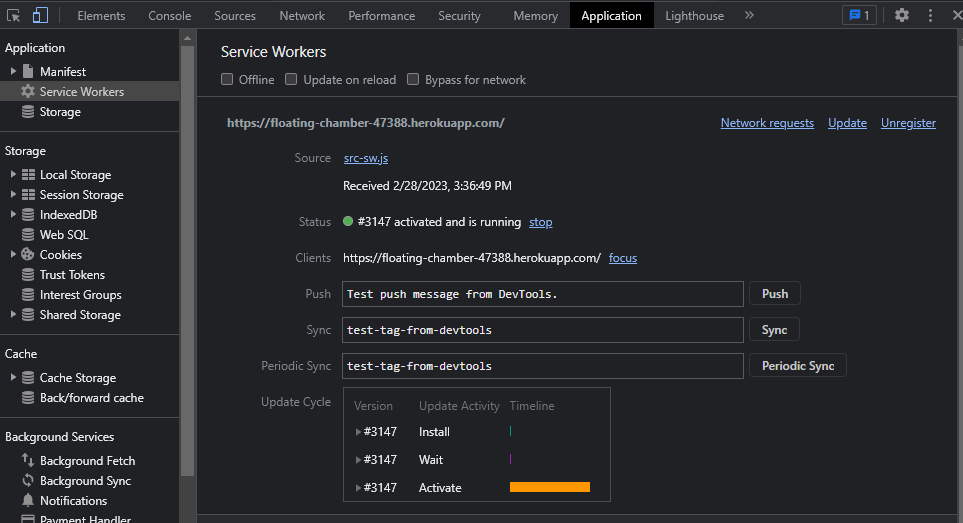 Elements Console Sources Network Performance Security Memory Application Lighthouse » 1
Application
Manifest
Service Workers
Storage
Storage
Local Storage
Session Storage
IndexedDB
Web SQL
Cookies
Trust Tokens
Interest Groups
Shared Storage
Cache
Cache Storage
Back/forward cache
Background Services
Background Fetch
Background Sync
Notifications
Payment Handler
Service Workers
Offline Update on reload Bypass for network
https://floating-chamber-47388.herokuapp.com/ Network requests Update Unregister
Source src-sw.js
Received 2/28/2023, 3:36:49 PM
Status #3147 activated and is running stop
Clients https://floating-chamber-47388.herokuapp.com/ focus
Push Test push message from DevTools. Push
Sync test-tag-from-devtools Sync
Periodic Sync test-tag-from-devtools Periodic Sync
Update Cycle
Version Update Activity Timeline
#3147 Install
#3147 Wait
#3147 Activate